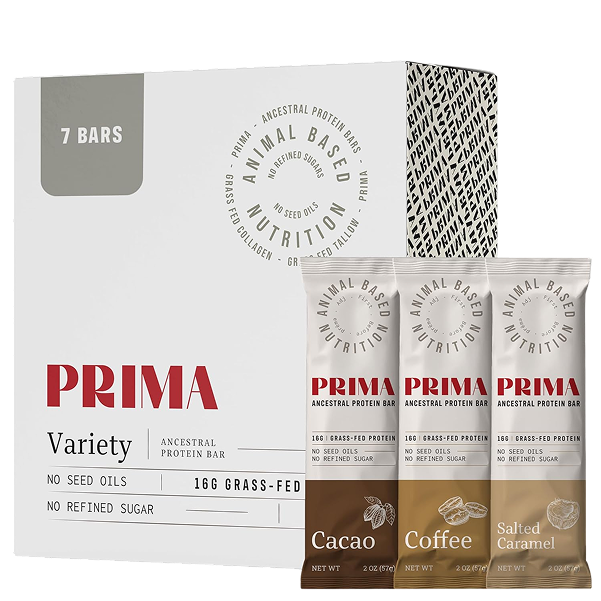 7 BARS
PRIMA - ANCESTRAL PROTEIN BARS - PRIMA - GRASS FED TALLOW - GRASS FED COLLAGEN -
ANIMAL BASED NUTRITION
NO REFINED SUGARS
NO SEED OILS
PRIMA
Variety
ANCESTRAL
PROTEIN BAR
NO SEED OILS
16G GRASS-FED
NO REFINED SUGAR
ANIMAL BASED NUTRITION
PRIMA
ANCESTRAL PROTEIN BAR
16G GRASS-FED PROTEIN
NO SEED OILS
NO REFINED SUGAR
Cacao
NET WT 2 OZ (57g)
ANIMAL BASED NUTRITION
Adj - First Before prime
PRIMA
ANCESTRAL PROTEIN BAR
16G GRASS-FED PROTEIN
NO SEED OILS
NO REFINED SUGAR
Coffee
NET WT 2 OZ (57g)
ANIMAL BASED NUTRITION
PRIMA
ANCESTRAL PROTEIN BAR
16G GRASS-FED PROTEIN
NO SEED OILS
NO REFINED SUGAR
Salted
Caramel
NET WT 2 OZ (57g)